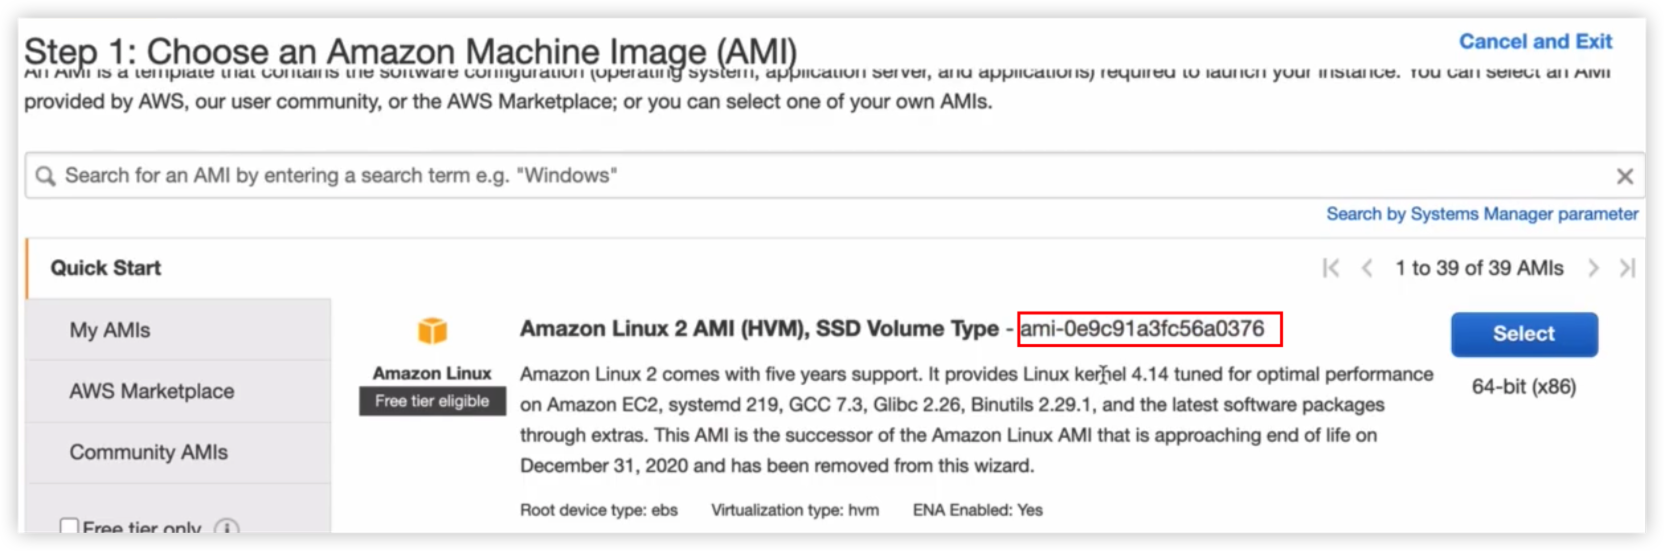 Step 1: Choose an Amazon Machine Image (AMI)
Cancel and Exit
An AMI is a template that contains the software configuration (operating system, application server, and applications) required to launch your instance. You can select an AMI
provided by AWS, our user community, or the AWS Marketplace; or you can select one of your own AMIs.
Search for an AMI by entering a search term e.g. "Windows"
Search by Systems Manager parameter
Quick Start
1 to 39 of 39 AMIs
My AMIs
AWS Marketplace
Community AMIs
Free tier only
Amazon Linux
Free tier eligible
Amazon Linux 2 AMI (HVM), SSD Volume Type - ami-0e9c91a3fc56a0376
Amazon Linux 2 comes with five years support. It provides Linux kernel 4.14 tuned for optimal performance
on Amazon EC2, systemd 219, GCC 7.3, Glibc 2.26, Binutils 2.29.1, and the latest software packages
through extras. This AMI is the successor of the Amazon Linux AMI that is approaching end of life on
December 31, 2020 and has been removed from this wizard.
Root device type: ebs Virtualization type: hvm ENA Enabled: Yes
Select
64-bit (x86)